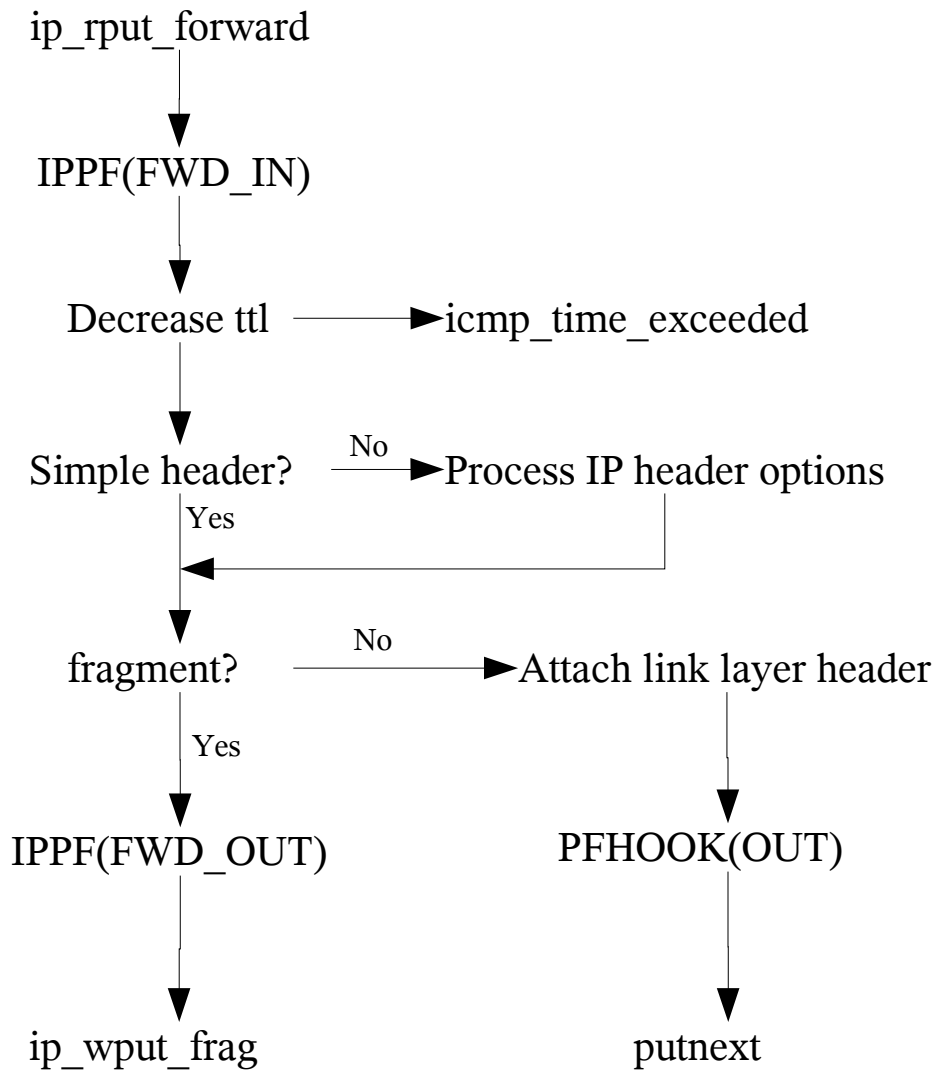 ip_rput_forward
IPPF(FWD_IN)
Decrease ttl
icmp_time_exceeded
Simple header?
No
Process IP header options
Yes
fragment?
No
Attach link layer header
Yes
IPPF(FWD_OUT)
PFHOOK(OUT)
ip_wput_frag
putnext